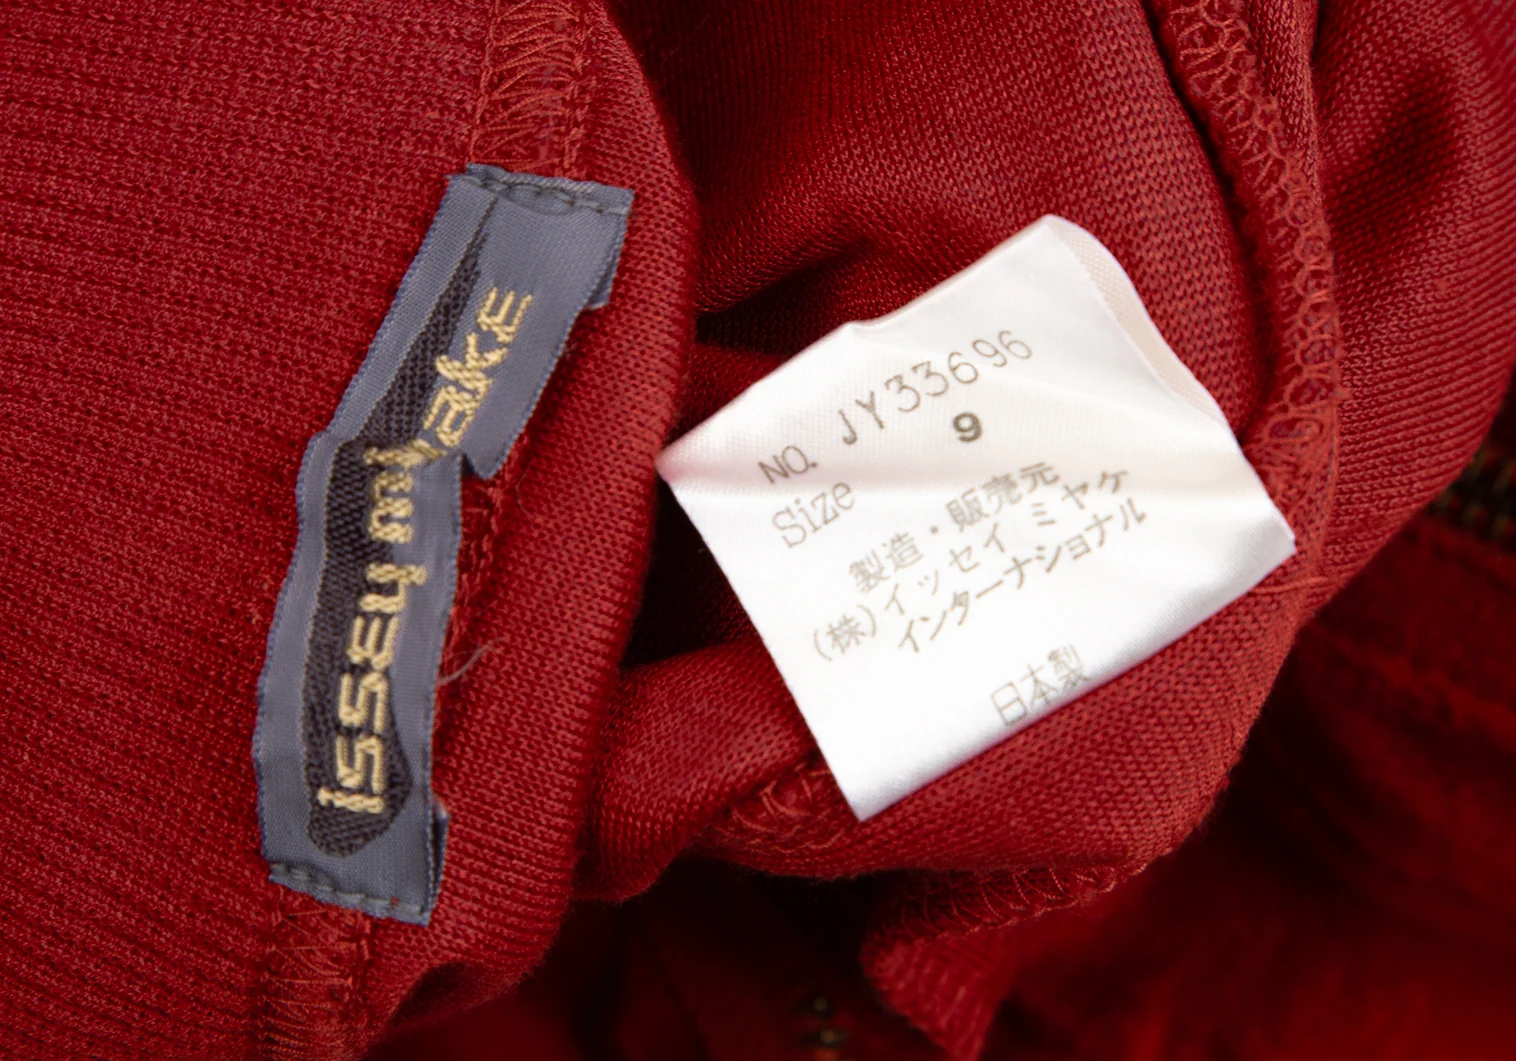 ISSEY mIyakE
NO. JY33696
Size 9
製造・販売元
(株)イッセイ ミヤケ
インターナショナル
日本製